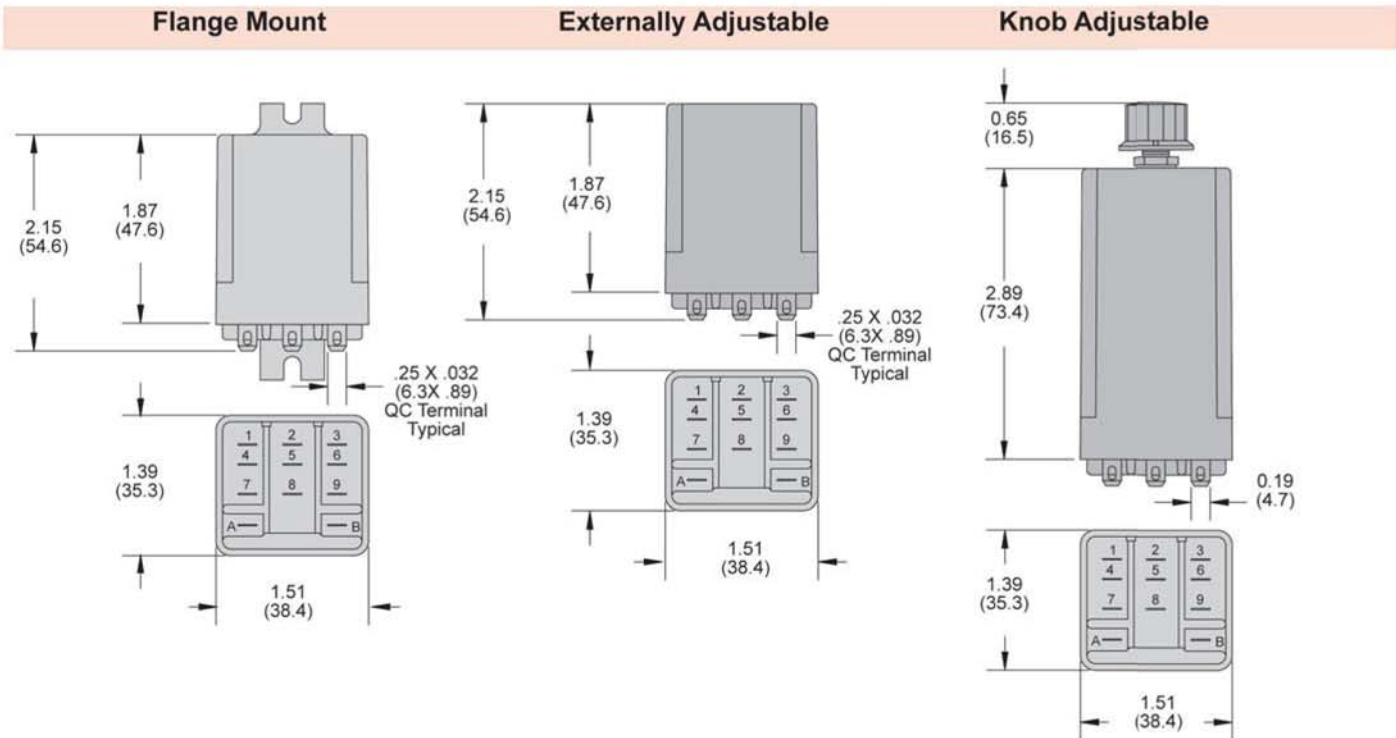 Flange Mount
Externally Adjustable
Knob Adjustable
2.15
(54.6)
1.87
(47.6)
.25 X .032
(6.3X .89)
QC Terminal
Typical
1.39
(35.3)
1 2 3
4 5 6
7 8 9
A B
1.51
(38.4)
2.15
(54.6)
1.87
(47.6)
.25 X .032
(6.3X .89)
QC Terminal
Typical
1.39
(35.3)
1 2 3
4 5 6
7 8 9
A B
1.51
(38.4)
0.65
(16.5)
2.89
(73.4)
0.19
(4.7)
1.39
(35.3)
1 2 3
4 5 6
7 8 9
A B
1.51
(38.4)